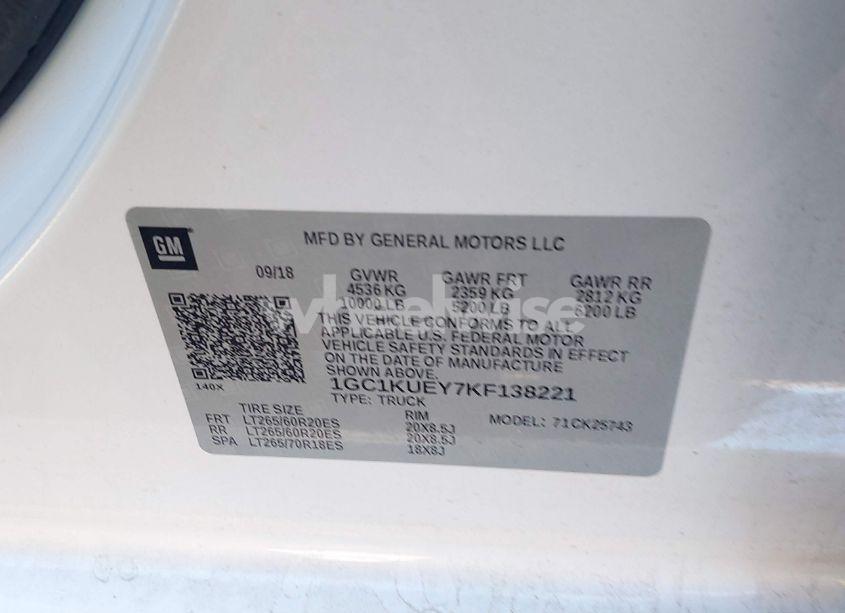 GM
MFD BY GENERAL MOTORS LLC
09/18 GVWR GAWR FRT GAWR RR
4536 KG 2359 KG 2812 KG
10000 LB 5200 LB 6200 LB
THIS VEHICLE CONFORMS TO ALL
APPLICABLE U.S. FEDERAL MOTOR
VEHICLE SAFETY STANDARDS IN EFFECT
ON THE DATE OF MANUFACTURE
SHOWN ABOVE.
140X
1GC1KUEY7KF138221
TYPE: TRUCK
TIRE SIZE RIM MODEL: 71CK25743
FRT LT265/60R20ES 20X8.5J
RR LT265/60R20ES 20X8.5J
SPA LT265/70R18ES 18X8J